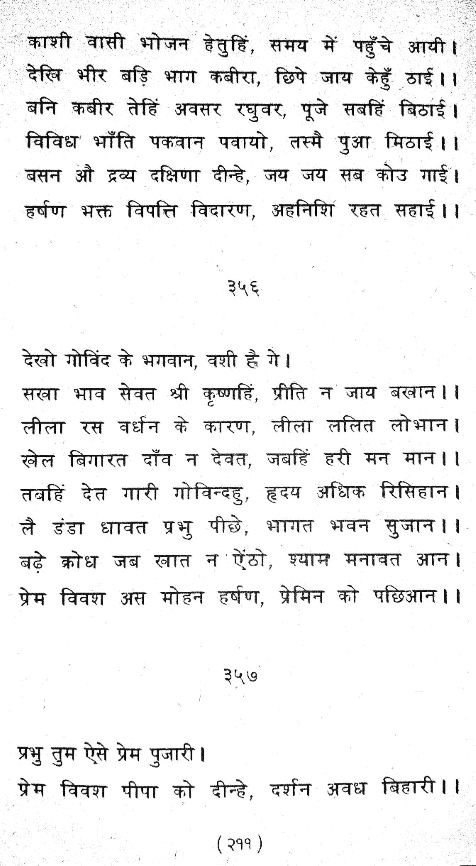 काशी वासी भोजन हेतुहिं, समय में पहुँचे आयी।
देखि भीर बड़ि भाग कबीरा, छिपे जाय केहुँ ठाई।।
बनि कबीर तेहिं अवसर रघुवर, पूजे सबहिं बिठाई।
विविध भाँति पकवान पवायो, तस्मै पुआ मिठाई।।
बसन औ द्रव्य दक्षिणा दीन्हे, जय जय सब कोउ गाई।
हर्षण भक्त विपत्ति विदारण, अहनिशि रहत सहाई।।
३५६
देखो गोविंद के भगवान, वशी है गे।
सखा भाव सेवत श्री कृष्णहिं, प्रीति न जाय बखान।।
लीला रस वर्धन के कारण, लीला ललित लोभान।
खेल बिगारत दाँव न देवत, जबहिं हरी मन मान।।
तबहिं देत गारी गोविन्दहु, हृदय अधिक रिसिहान।
लै डंडा धावत प्रभु पीछे, भागत भवन सुजान।।
बढ़े क्रोध जब खात न ऐंठो, श्याम मनावत आन।
प्रेम विवश अस मोहन हर्षण, प्रेमिन को पछिआन।।
३५७
प्रभु तुम ऐसे प्रेम पुजारी।
प्रेम विवश पीपा को दीन्हे, दर्शन अवध बिहारी।।
(२११)